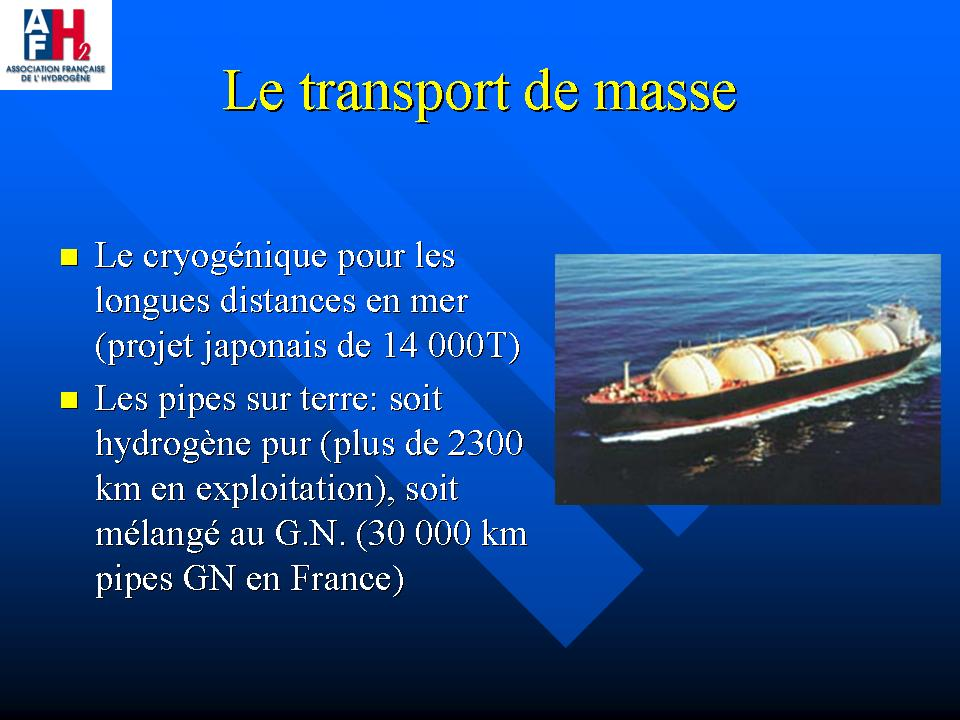 AFH2
ASSOCIATION FRANÇAISE
DE L' HYDROGÈNE
Le transport de masse
Le cryogénique pour les
longues distances en mer
(projet japonais de 14 000T)
Les pipes sur terre: soit
hydrogène pur (plus de 2300
km en exploitation), soit
mélangé au G.N. (30 000 km
pipes GN en France)